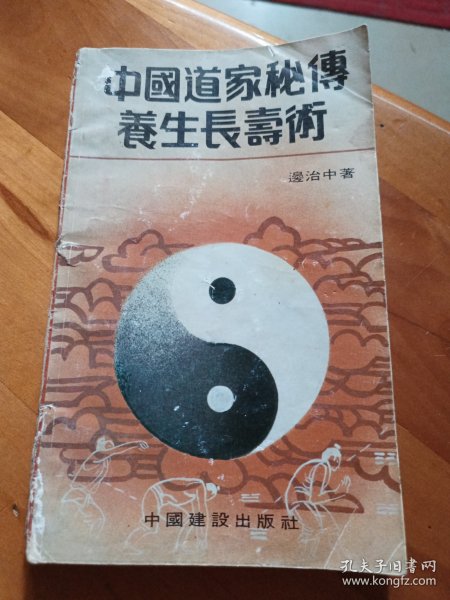 中國道家秘傳
養生長壽術
邊治中著
中國建設出版社
孔夫子旧书网
www.kongfz.com